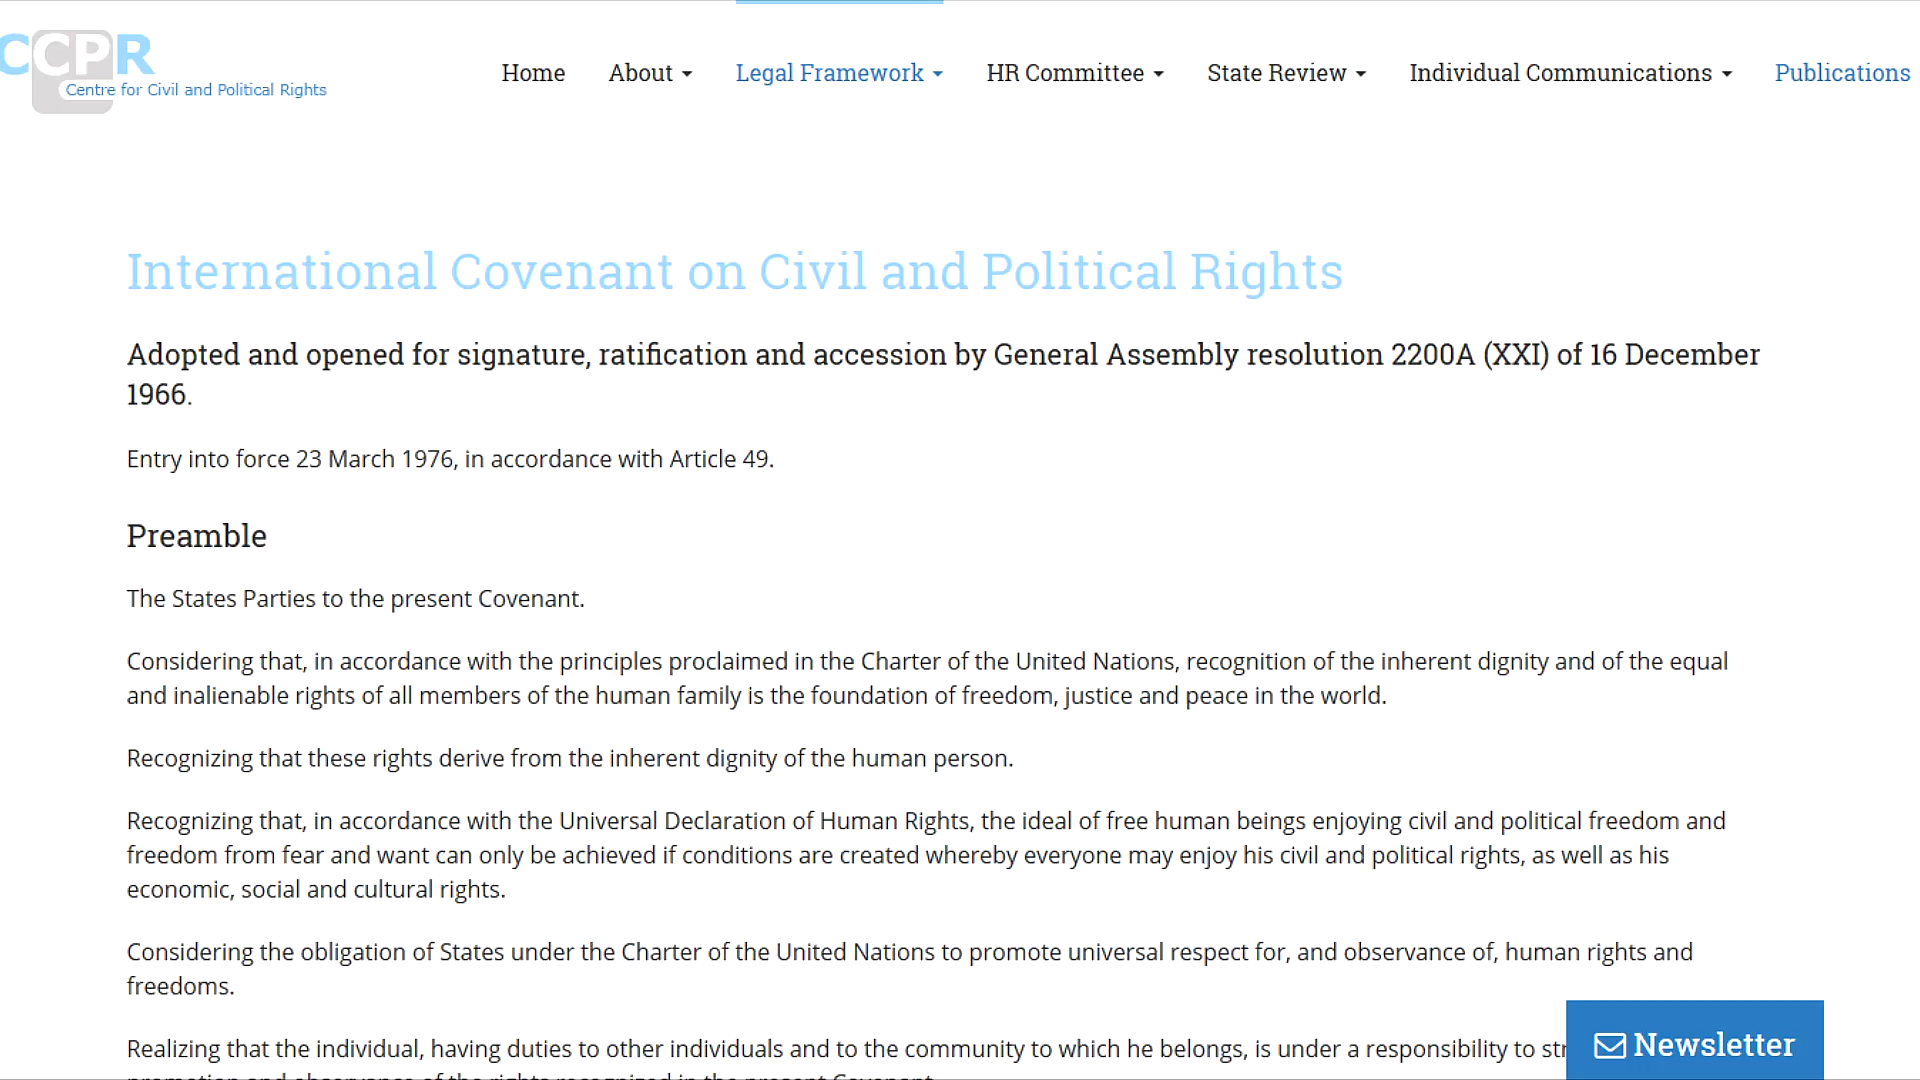 CCPR
Centre for Civil and Political Rights
Home About Legal Framework HR Committee State Review Individual Communications Publications
International Covenant on Civil and Political Rights
Adopted and opened for signature, ratification and accession by General Assembly resolution 2200A (XXI) of 16 December
1966.
Entry into force 23 March 1976, in accordance with Article 49.
Preamble
The States Parties to the present Covenant.
Considering that, in accordance with the principles proclaimed in the Charter of the United Nations, recognition of the inherent dignity and of the equal
and inalienable rights of all members of the human family is the foundation of freedom, justice and peace in the world.
Recognizing that these rights derive from the inherent dignity of the human person.
Recognizing that, in accordance with the Universal Declaration of Human Rights, the ideal of free human beings enjoying civil and political freedom and
freedom from fear and want can only be achieved if conditions are created whereby everyone may enjoy his civil and political rights, as well as his
economic, social and cultural rights.
Considering the obligation of States under the Charter of the United Nations to promote universal respect for, and observance of, human rights and
freedoms.
Realizing that the individual, having duties to other individuals and to the community to which he belongs, is under a responsibility to
Newsletter
promotion and observance of the rights recognized in the present Covenant.